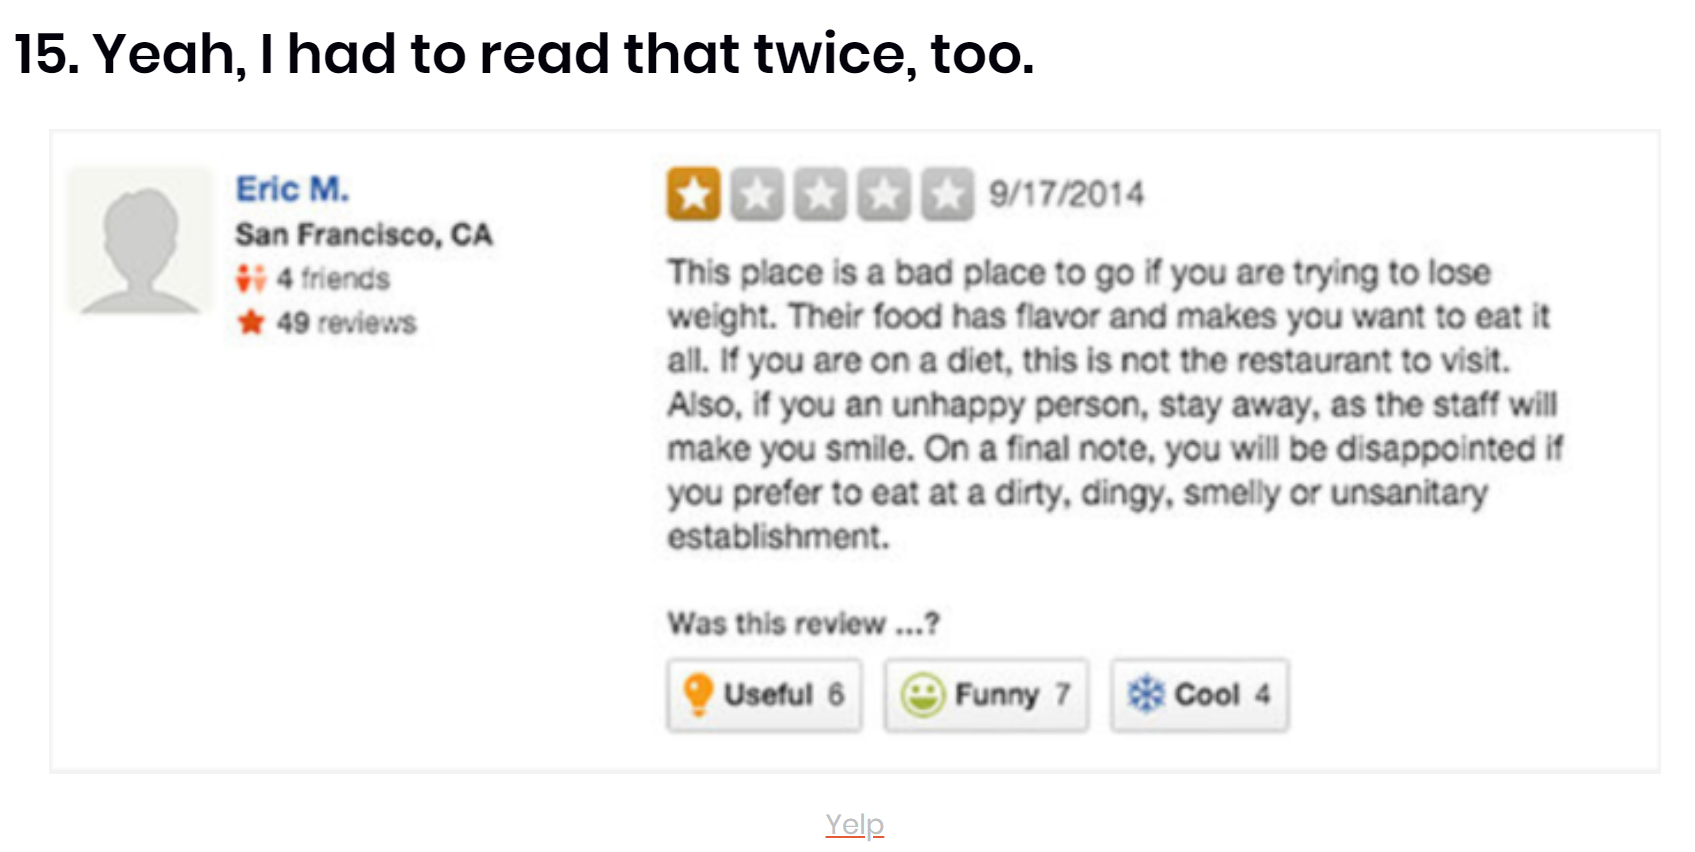 15. Yeah, I had to read that twice, too.
Eric M.
San Francisco, CA
4 friends
49 reviews
9/17/2014
This place is a bad place to go if you are trying to lose
weight. Their food has flavor and makes you want to eat it
all. If you are on a diet, this is not the restaurant to visit.
Also, if you an unhappy person, stay away, as the staff will
make you smile. On a final note, you will be disappointed if
you prefer to eat at a dirty, dingy, smelly or unsanitary
establishment.
Was this review ...?
Useful 6 Funny 7 Cool 4
Yelp